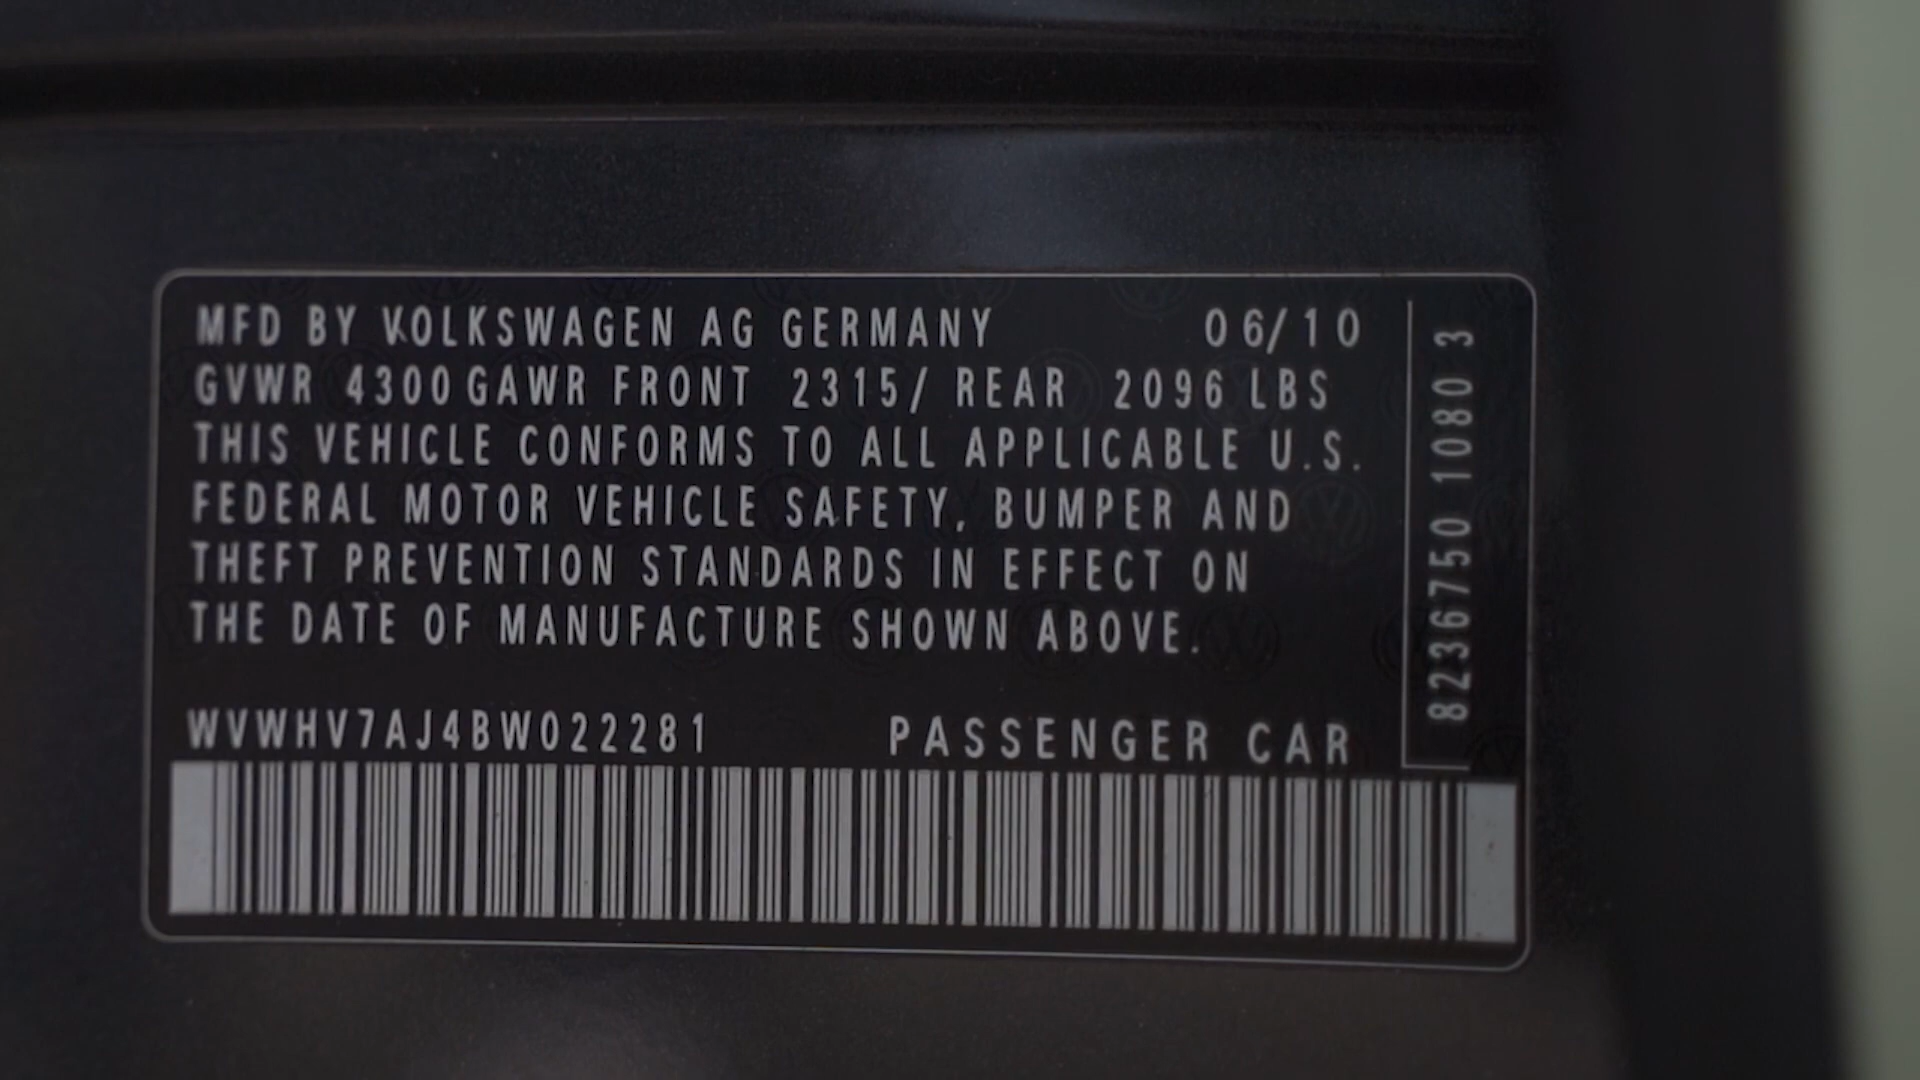 MFD BY VOLKSWAGEN AG GERMANY 06/10
GVWR 4300 GAWR FRONT 2315/ REAR 2096 LBS
THIS VEHICLE CONFORMS TO ALL APPLICABLE U.S.
FEDERAL MOTOR VEHICLE SAFETY, BUMPER AND
THEFT PREVENTION STANDARDS IN EFFECT ON
THE DATE OF MANUFACTURE SHOWN ABOVE.
WVWHV7AJ4BW022281 PASSENGER CAR
8236750 1080 3